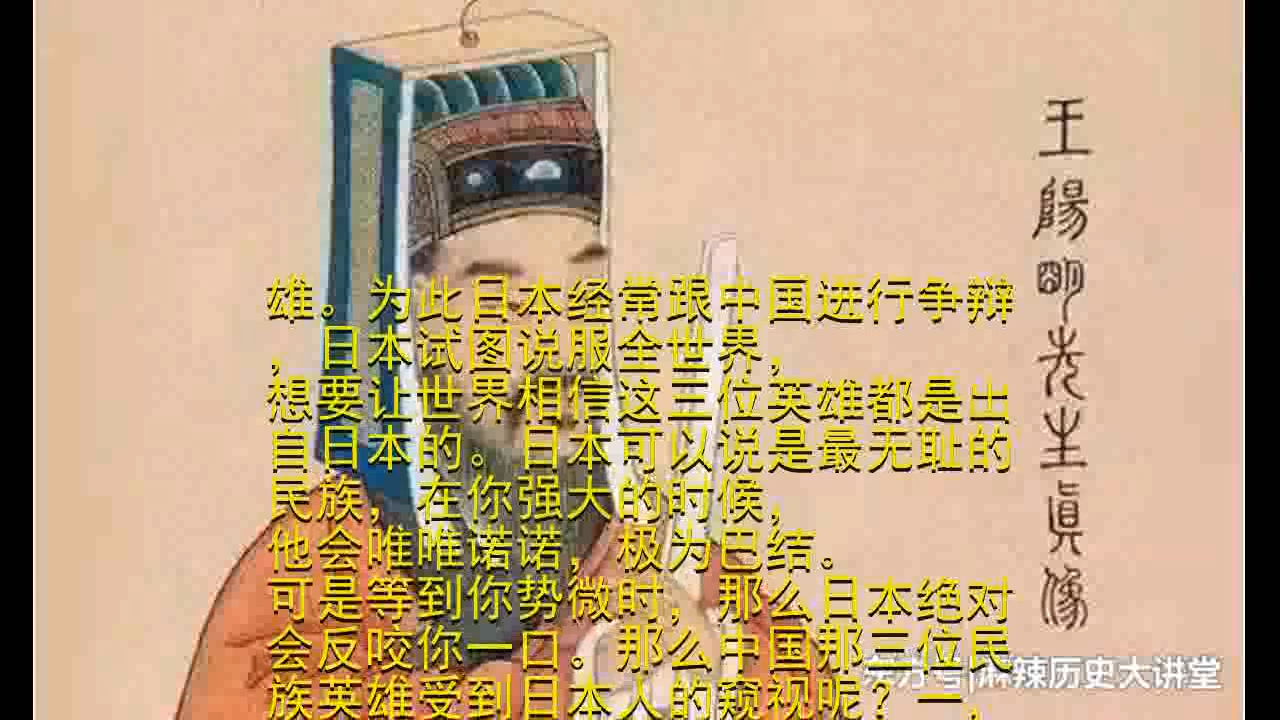 雄。为此日本经常跟中国进行争辩
，日本试图说服全世界，
想要让世界相信这三位英雄都是出
自日本的。日本可以说是最无耻的
民族，在你强大的时候，
他会唯唯诺诺，极为巴结。
可是等到你势微时，那么日本绝对
会反咬你一口。那么中国那三位民
族英雄受到日本人的窥视呢？一，
王陽明先生真像
麻辣历史大讲堂